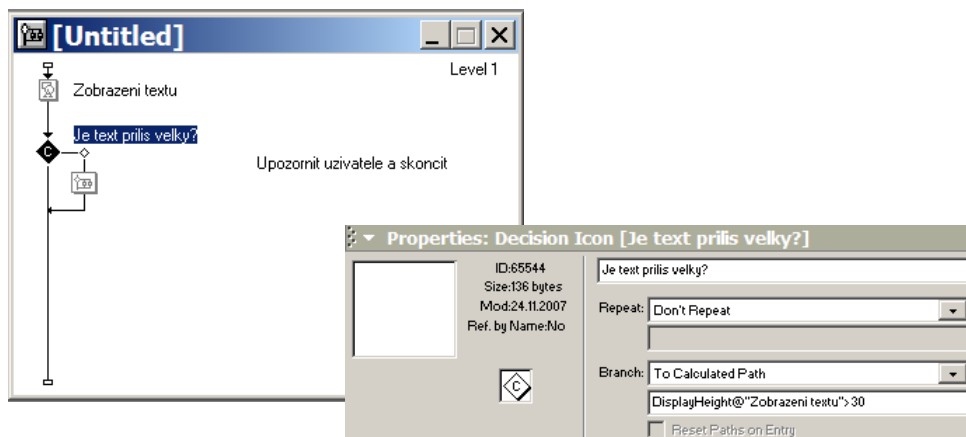 [Untitled]
Level 1
Zobrazeni textu
Je text prilis velky?
C
Upozornit uzivatele a skoncit
Properties: Decision Icon [Je text prilis velky?]
ID:65544
Size:136 bytes
Mod:24.11.2007
Ref. by Name:No
C
Je text prilis velky?
Repeat: Don't Repeat
Branch: To Calculated Path
DisplayHeight@"Zobrazeni textu">30
Reset Paths on Entry